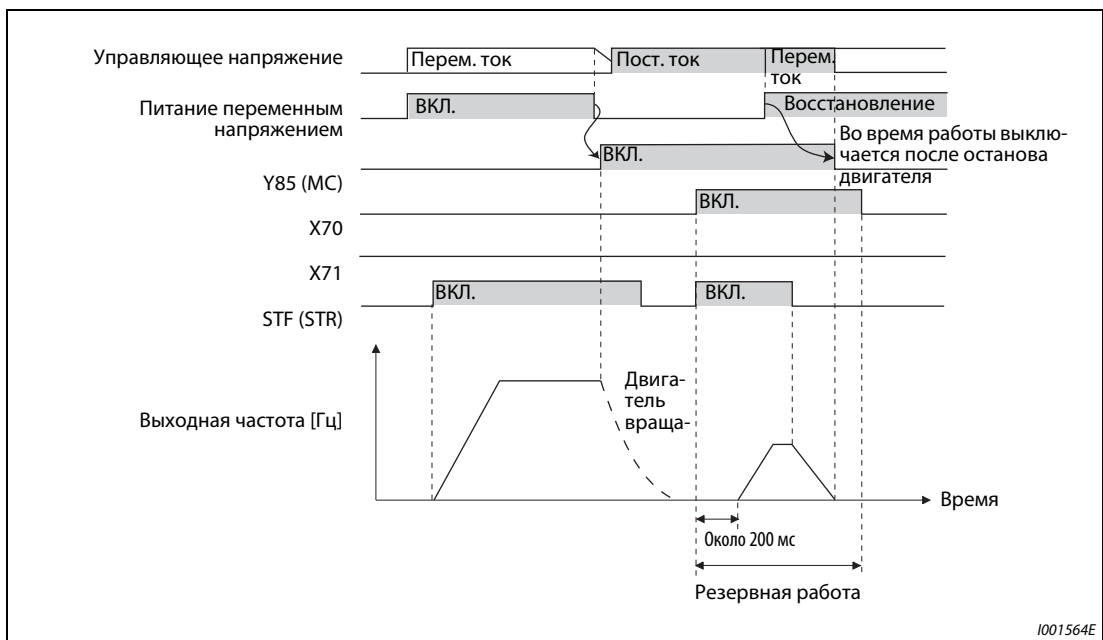 Управляющее напряжение
Перем. ток
Пост. ток
Перем.
ток
Питание переменным
напряжением
ВКЛ.
Восстановление
Во время работы выклю-
чается после останова
двигателя
Y85 (MC)
ВКЛ.
X70
ВКЛ.
X71
STF (STR)
ВКЛ.
ВКЛ.
Выходная частота [Гц]
Двига-
тель
враща-
Время
Около 200 мс
Резервная работа
I001564E